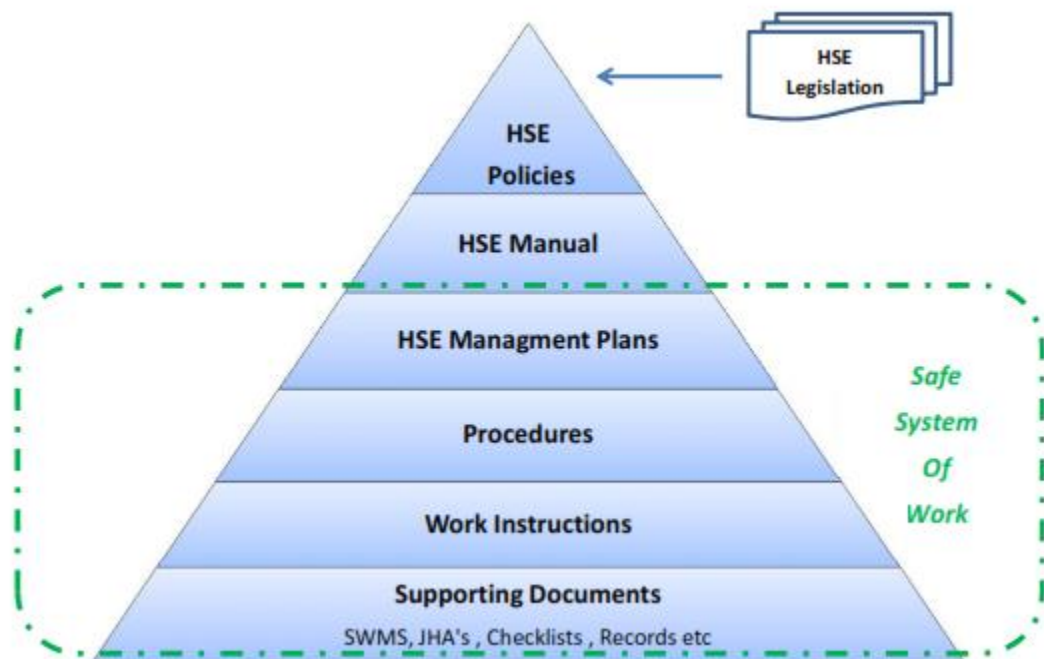 HSE
Legislation
HSE
Policies
HSE Manual
HSE Managment Plans
Procedures
Work Instructions
Supporting Documents
SWMS, JHA's , Checklists , Records etc
Safe
System
Of
Work